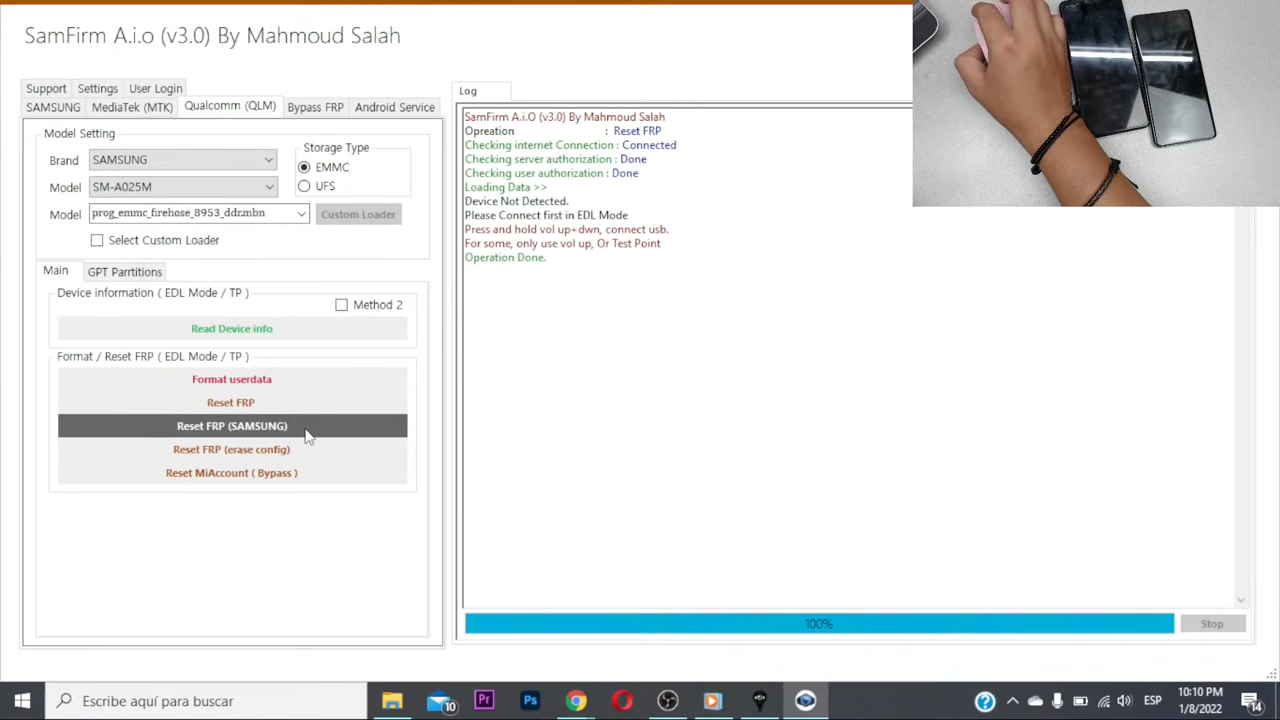 SamFirm A.i.o (v3.0) By Mahmoud Salah
Support Settings User Login
SAMSUNG MediaTek (MTK) Qualcomm (QLM) Bypass FRP Android Service
Model Setting
Brand SAMSUNG
Model SM-A025M
Model prog_emmc_firehose_8953_ddr.mbn
Storage Type
EMMC
UFS
Custom Loader
Select Custom Loader
Main GPT Partitions
Device information ( EDL Mode / TP )
Method 2
Read Device info
Format / Reset FRP ( EDL Mode / TP )
Format userdata
Reset FRP
Reset FRP (SAMSUNG)
Reset FRP (erase config)
Reset MiAccount ( Bypass )
Log
SamFirm A.i.O (v3.0) By Mahmoud Salah
Opreation : Reset FRP
Checking internet Connection : Connected
Checking server authorization : Done
Checking user authorization : Done
Loading Data >>
Device Not Detected.
Please Connect first in EDL Mode
Press and hold vol up+dwn, connect usb.
For some, only use vol up, Or Test Point
Operation Done.
100%
Stop
Escribe aquí para buscar
10
Pr
Ps
ESP
10:10 PM
1/8/2022
14